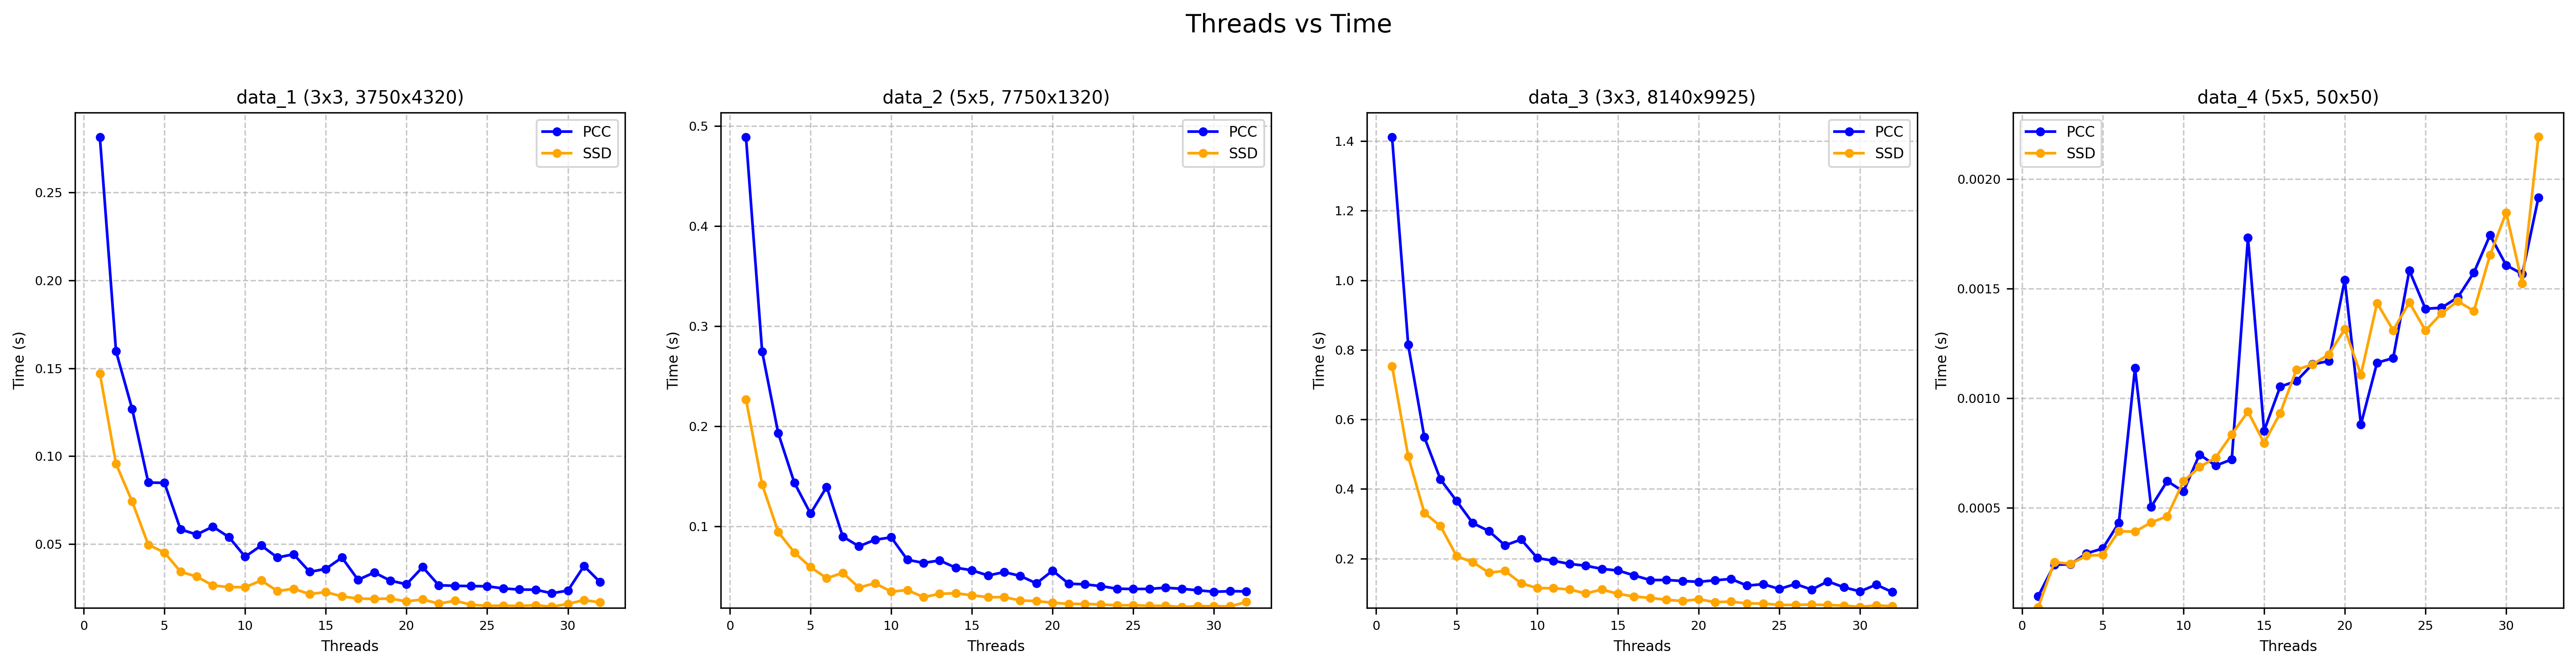 Threads vs Time
data_1 (3x3, 3750x4320)
PCC
SSD
0.25
0.20
0.15
0.10
0.05
Time (s)
0 5 10 15 20 25 30
Threads
data_2 (5x5, 7750x1320)
PCC
SSD
0.5
0.4
0.3
0.2
0.1
Time (s)
0 5 10 15 20 25 30
Threads
data_3 (3x3, 8140x9925)
PCC
SSD
1.4
1.2
1.0
0.8
0.6
0.4
0.2
Time (s)
0 5 10 15 20 25 30
Threads
data_4 (5x5, 50x50)
PCC
SSD
0.0020
0.0015
0.0010
0.0005
Time (s)
0 5 10 15 20 25 30
Threads